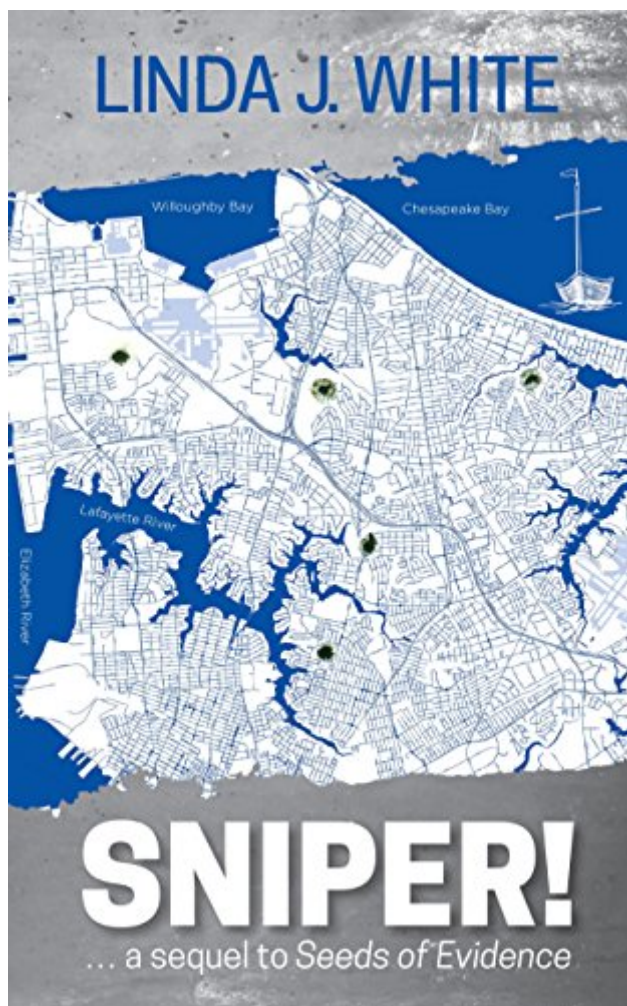 LINDA J. WHITE
Willoughby Bay
Chesapeake Bay
Lafayette River
Elizabeth River
SNIPER!
... a sequel to Seeds of Evidence